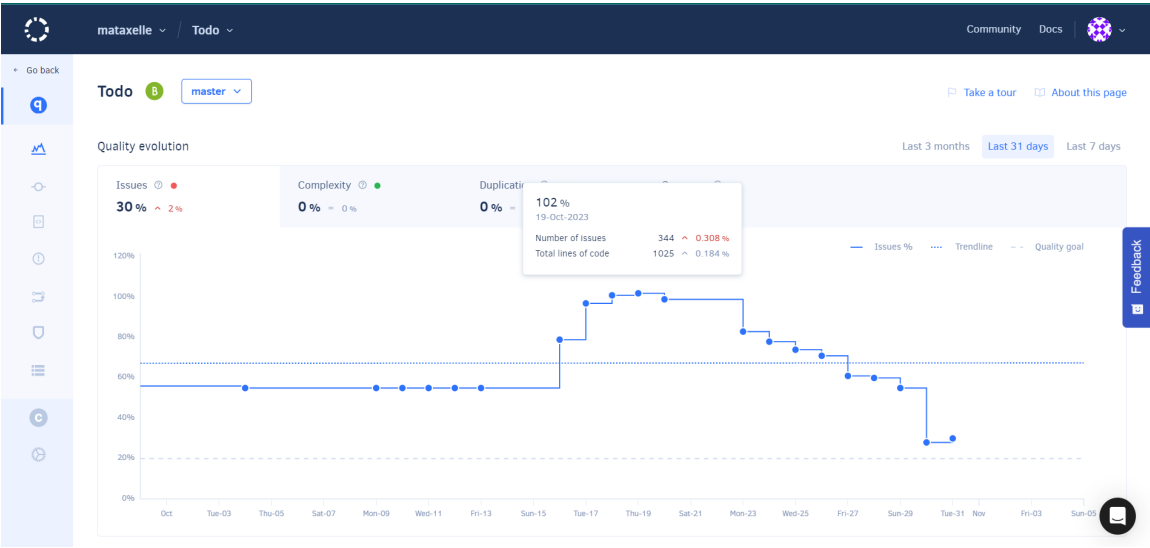 mataxelle / Todo
Community Docs
Go back
Todo B master
Take a tour About this page
Quality evolution
Last 3 months Last 31 days Last 7 days
Issues Complexity
30 % 2 % 0 % = 0 % 0 % =
102 %
19-Oct-2023
Number of issues 344 0.308 %
Total lines of code 1025 0.184 %
Issues % Trendline Quality goal
Feedback
120%
100%
80%
60%
40%
20%
0%
Oct Tue-03 Thu-05 Sat-07 Mon-09 Wed-11 Fri-13 Sun-15 Tue-17 Thu-19 Sat-21 Mon-23 Wed-25 Fri-27 Sun-29 Tue-31 Nov Fri-03 Sun-05